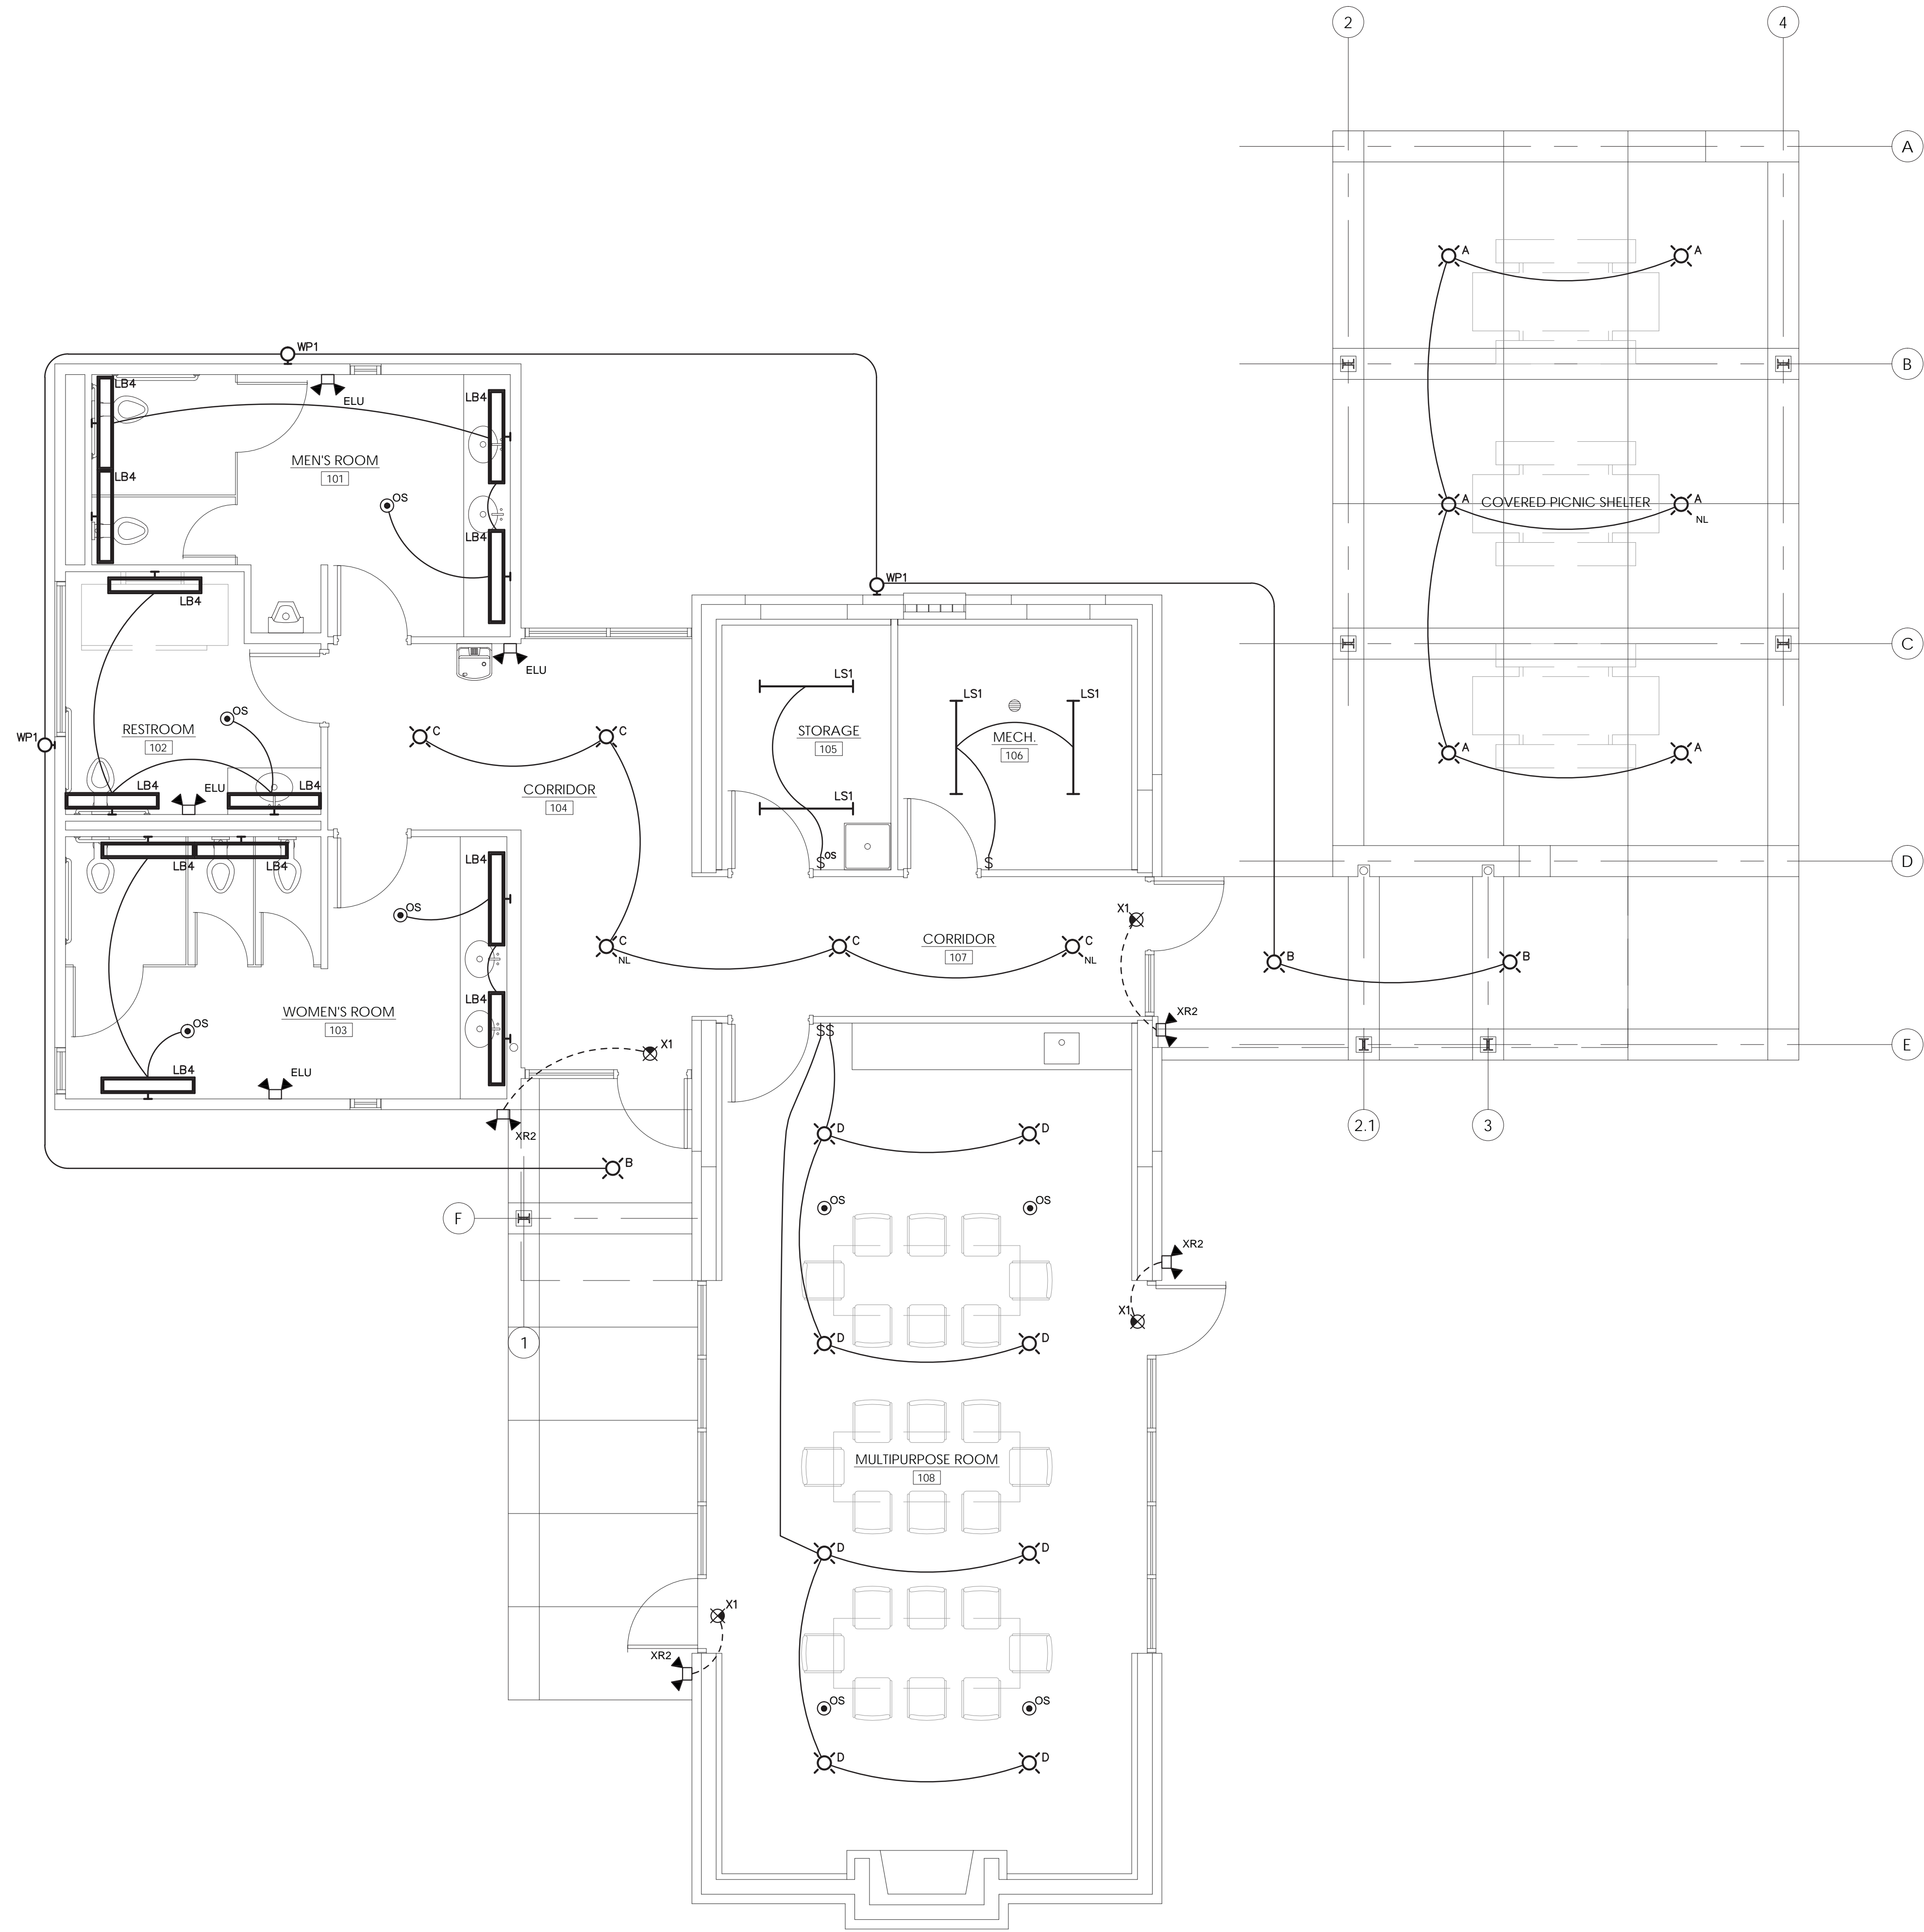 2
4
A
A
A
B
WP1
LB4
ELU
LB4
MEN'S ROOM
101
LB4
OS
A
COVERED PICNIC SHELTER
A
NL
LB4
WP1
LB4
C
ELU
LS1
LS1
LS1
OS
RESTROOM
102
WP1
C
C
STORAGE
105
MECH.
106
A
A
LB4
ELU
LB4
CORRIDOR
104
LS1
LB4
LB4
LB4
$OS
$
D
OS
X1
C
NL
C
CORRIDOR
107
C
NL
B
B
LB4
WOMEN'S ROOM
103
OS
XR2
$$
X1
E
LB4
ELU
XR2
D
D
2.1
3
B
OS
OS
F
XR2
X1
1
D
D
MULTIPURPOSE ROOM
108
D
D
X1
XR2
OS
OS
D
D